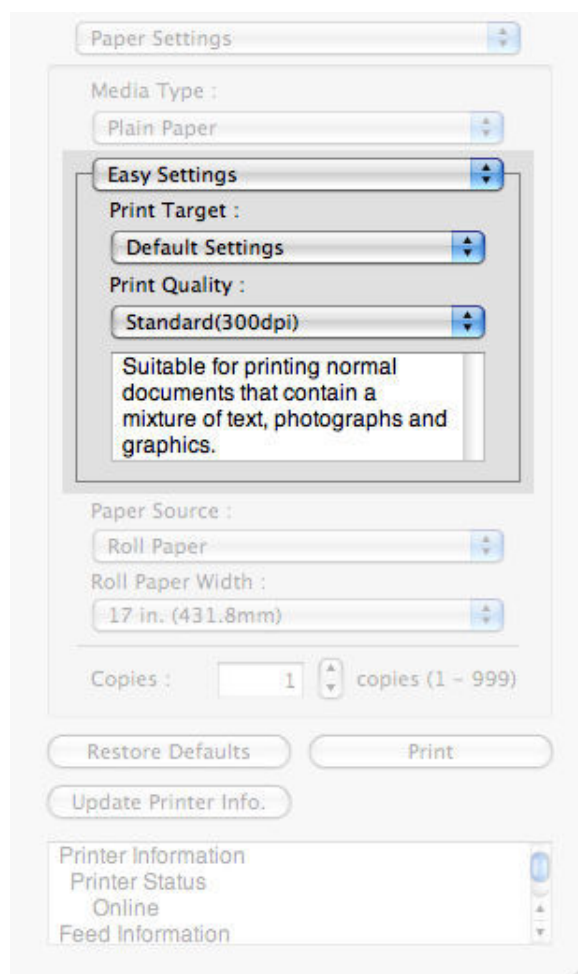 Paper Settings
Media Type :
Plain Paper
Easy Settings
Print Target :
Default Settings
Print Quality :
Standard(300dpi)
Suitable for printing normal
documents that contain a
mixture of text, photographs and
graphics.
Paper Source :
Roll Paper
Roll Paper Width :
17 in. (431.8mm)
Copies : 1 copies (1 – 999)
Restore Defaults Print
Update Printer Info.
Printer Information
Printer Status
Online
Feed Information